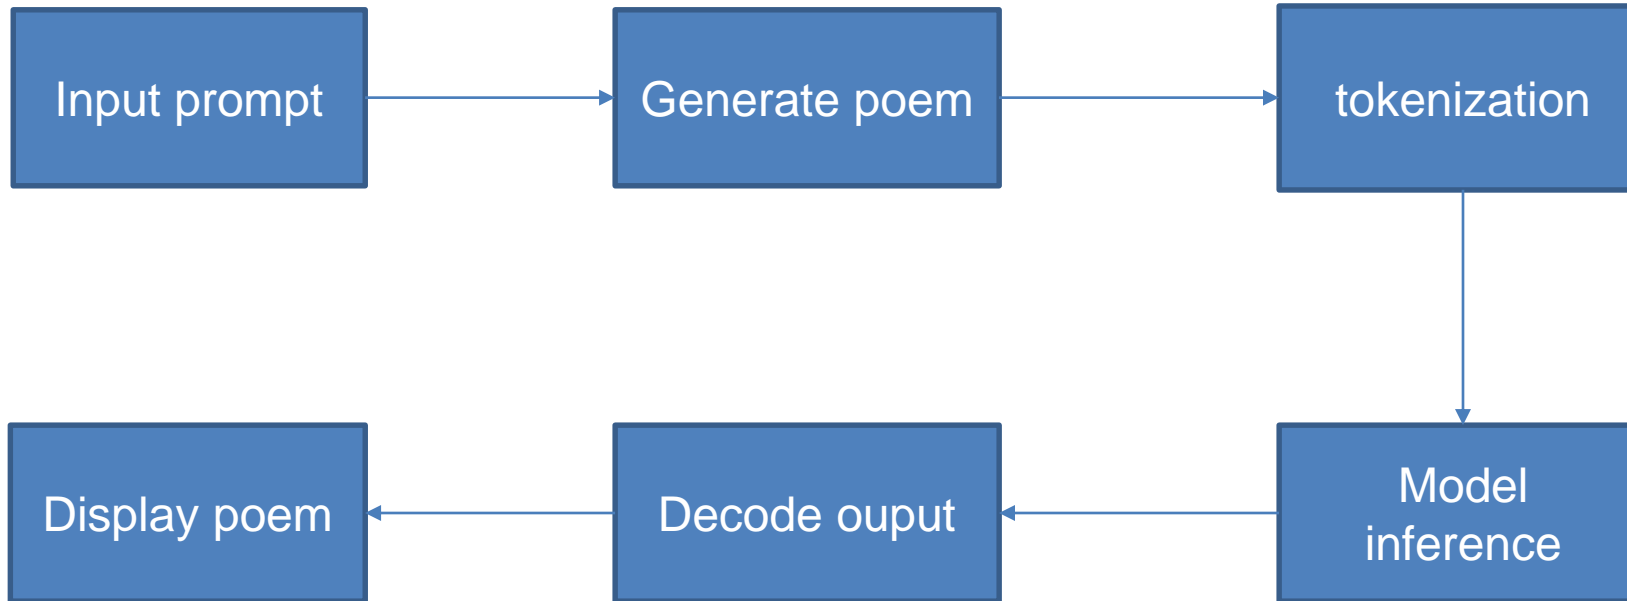 Input prompt
Generate poem
tokenization
Model
inference
Decode ouput
Display poem